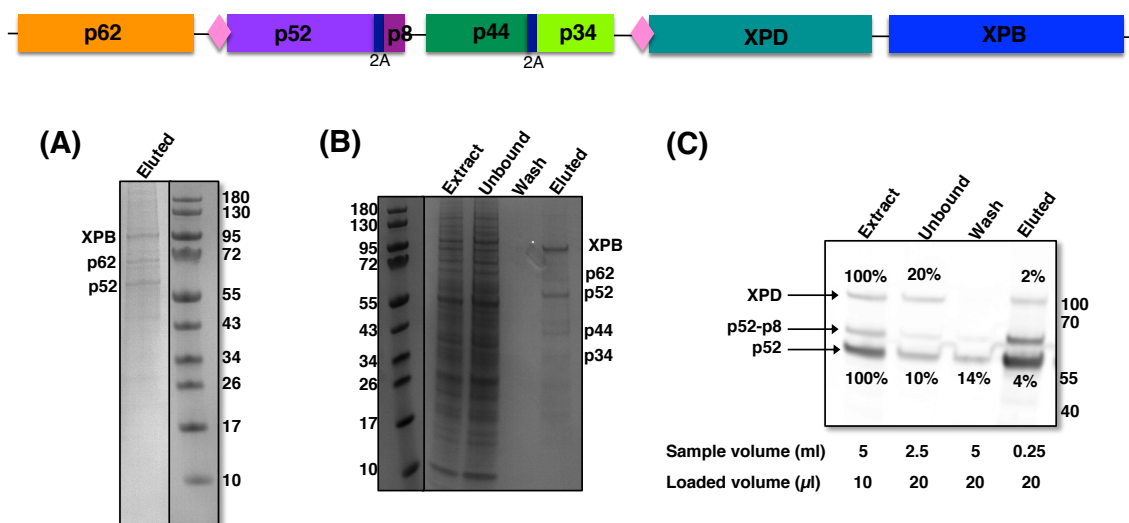 p62 p52 p8 p44 p34 XPD XPB
2A 2A
(A) (B) (C)
Eluted
180
130
95
72
55
43
34
26
17
10
XPB
p62
p52
Extract Unbound Wash Eluted
180
130
95
72
55
43
34
26
17
10
XPB
p62
p52
p44
p34
Extract Unbound Wash Eluted
100% 20% 2%
XPD
p52-p8
p52
100% 10% 14% 4%
100
70
55
40
Sample volume (ml) 5 2.5 5 0.25
Loaded volume (µl) 10 20 20 20